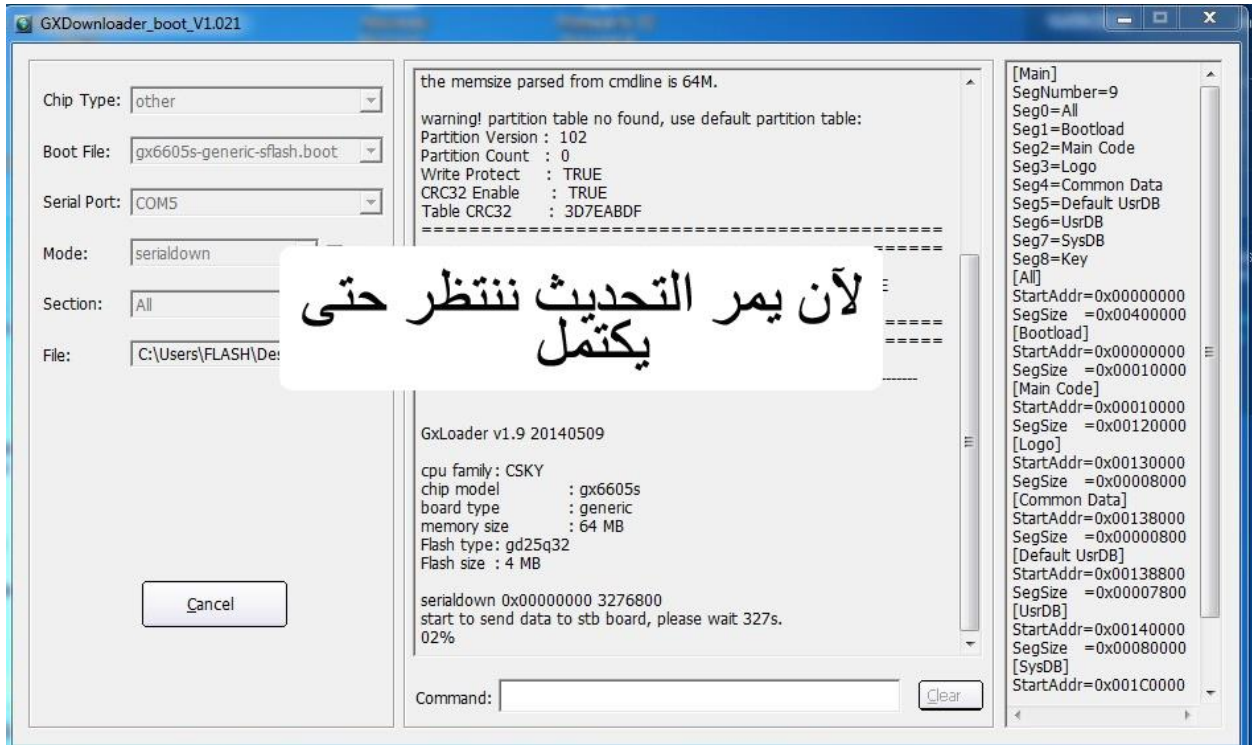 GXDownloader_boot_V1.021
Chip Type: other
Boot File: gx6605s-generic-sflash.boot
Serial Port: COM5
Mode: serialdown
Section: All
File: C:\Users\FLASH\Des
Cancel
the memsize parsed from cmdline is 64M.
warning! partition table no found, use default partition table:
Partition Version : 102
Partition Count : 0
Write Protect : TRUE
CRC32 Enable : TRUE
Table CRC32 : 3D7EABDF
==============================================
لآن يمر التحديث ننتظر حتى
يكتمل
GxLoader v1.9 20140509
cpu family : CSKY
chip model : gx6605s
board type : generic
memory size : 64 MB
Flash type : gd25q32
Flash size : 4 MB
serialdown 0x00000000 3276800
start to send data to stb board, please wait 327s.
02%
Command:
Clear
[Main]
SegNumber=9
Seg0=All
Seg1=Bootload
Seg2=Main Code
Seg3=Logo
Seg4=Common Data
Seg5=Default UsrDB
Seg6=UsrDB
Seg7=SysDB
Seg8=Key
[All]
StartAddr=0x00000000
SegSize =0x00400000
[Bootload]
StartAddr=0x00000000
SegSize =0x00010000
[Main Code]
StartAddr=0x00010000
SegSize =0x00120000
[Logo]
StartAddr=0x00130000
SegSize =0x00008000
[Common Data]
StartAddr=0x00138000
SegSize =0x00000800
[Default UsrDB]
StartAddr=0x00138800
SegSize =0x00007800
[UsrDB]
StartAddr=0x00140000
SegSize =0x00080000
[SysDB]
StartAddr=0x001C0000